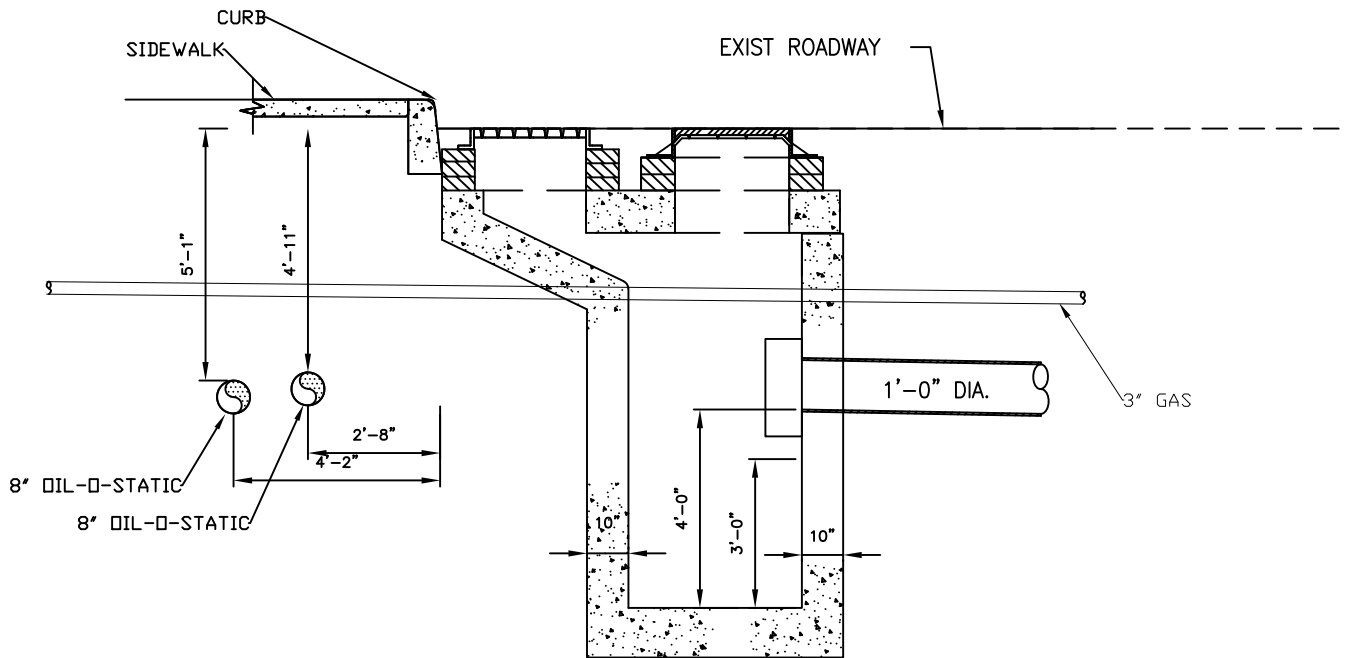 CURB
SIDEWALK
EXIST ROADWAY
5'-1"
4'-11"
1'-0" DIA.
3" GAS
2'-8"
4'-2"
8" OIL-O-STATIC
8" OIL-O-STATIC
10"
4'-0"
3'-0"
10"